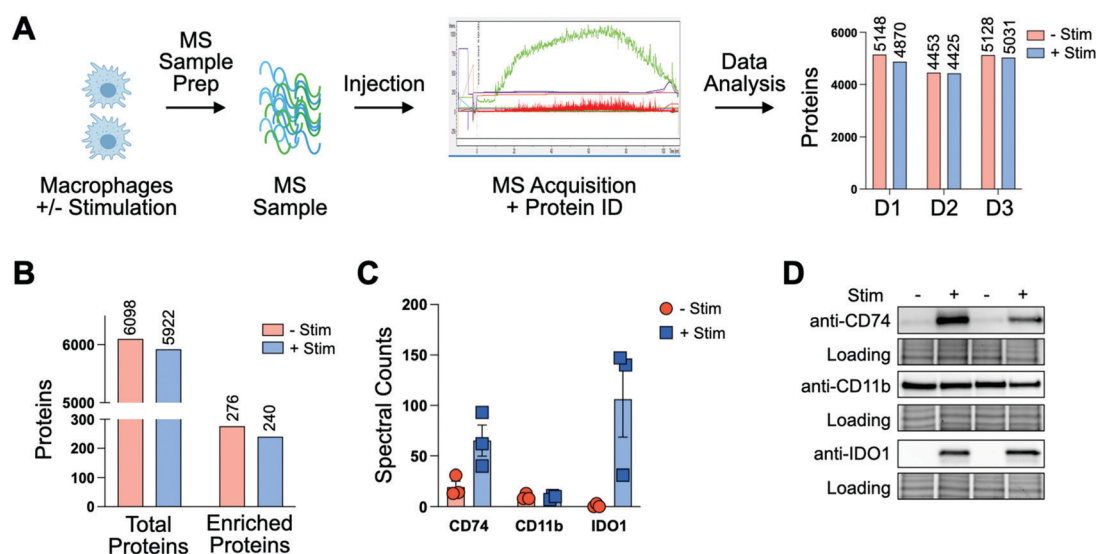 A
MS
Sample
Prep
Injection
Data
Analysis
Macrophages
+/- Stimulation
MS
Sample
MS Acquisition
+ Protein ID
Proteins
6000
4000
2000
0
5148
4870
4453
4425
5128
5031
D1
D2
D3
- Stim
+ Stim
B
Proteins
6000
5000
300
200
100
0
6098
5922
276
240
Total
Proteins
Enriched
Proteins
- Stim
+ Stim
C
Spectral Counts
200
150
100
50
0
CD74
CD11b
IDO1
- Stim
+ Stim
D
Stim - + - +
anti-CD74
Loading
anti-CD11b
Loading
anti-IDO1
Loading